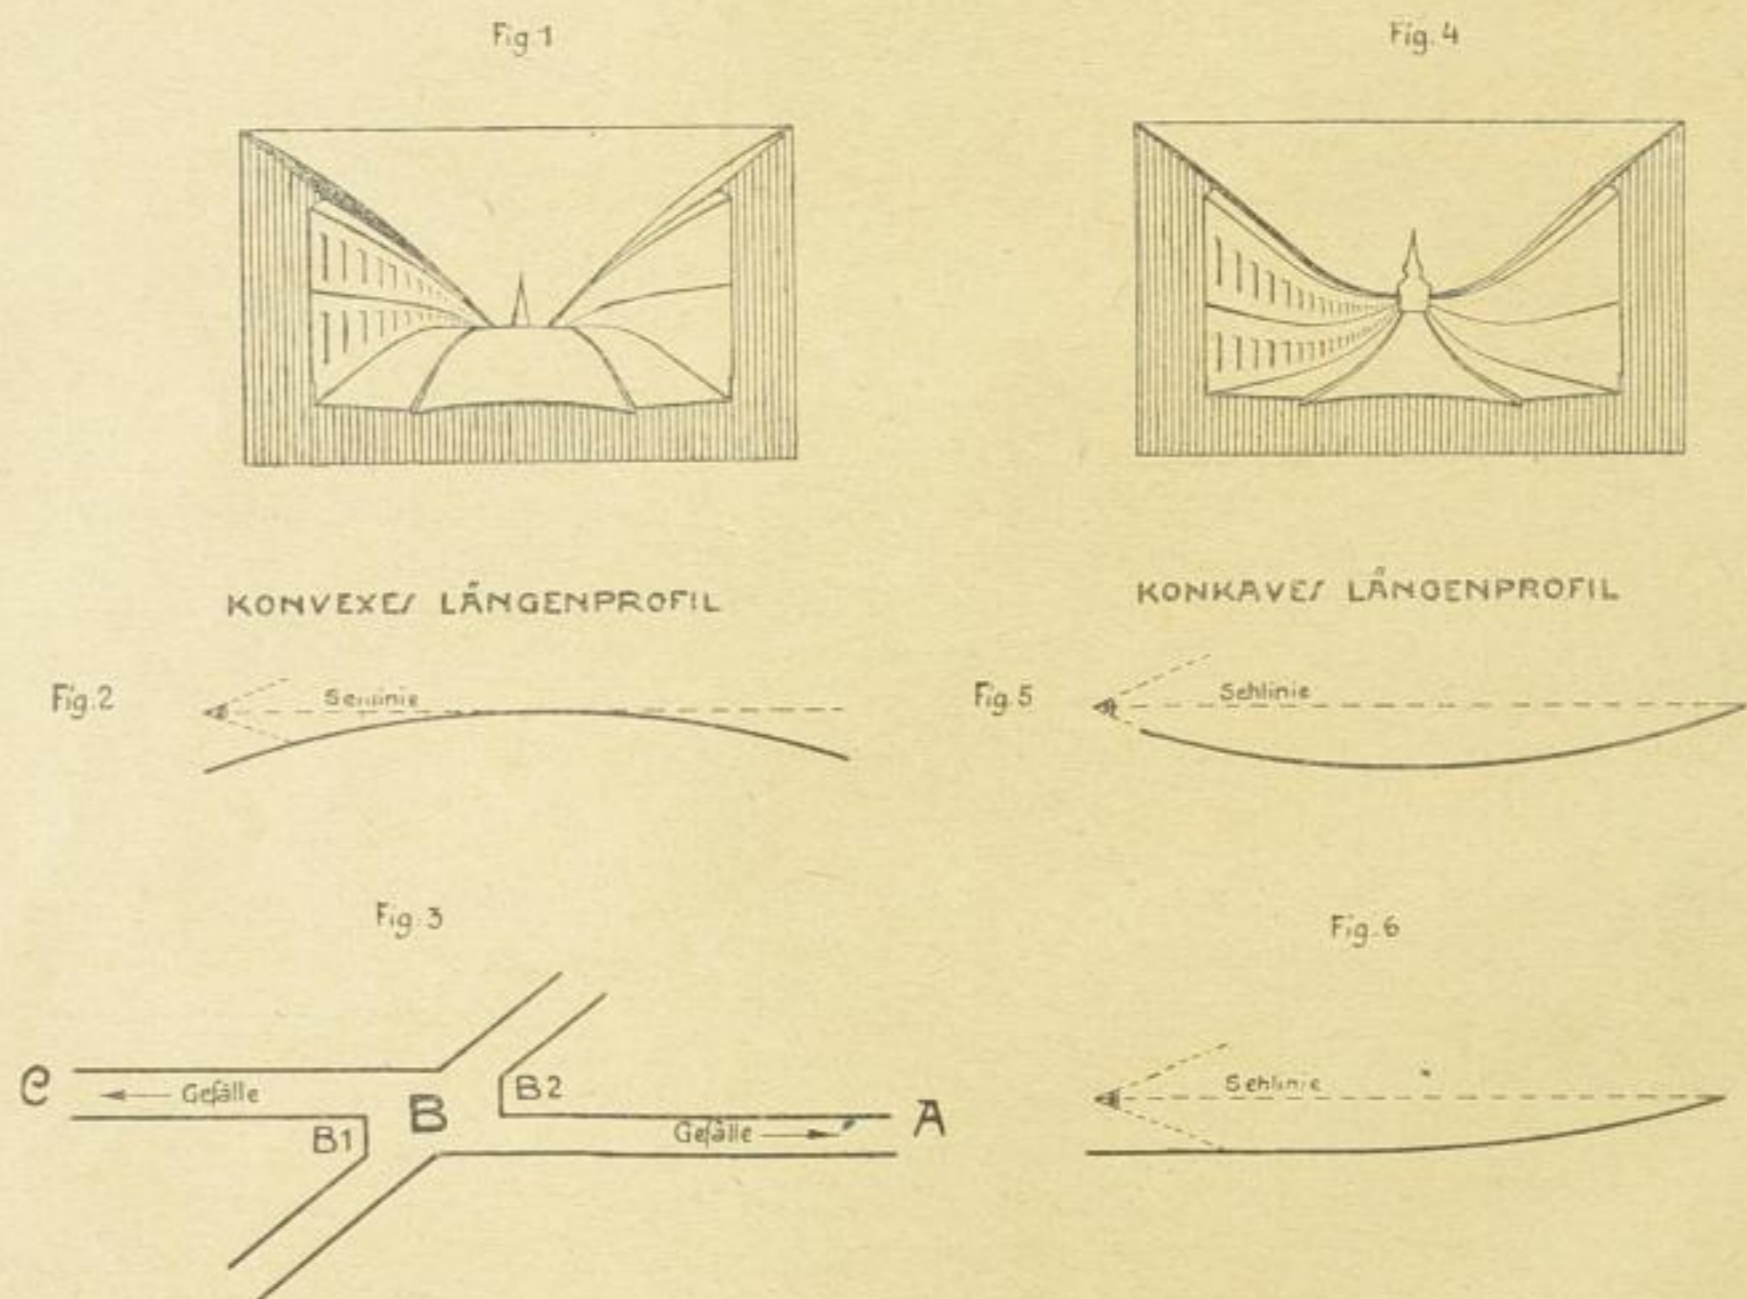 Fig. 1
Fig. 4
KONVEXES LÄNGENPROFIL
KONKAVES LÄNGENPROFIL
Fig. 2
Sehlinie
Fig. 5
Sehlinie
Fig. 3
Fig. 6
C
Gefälle
B
B2
B1
Gefälle
A
Sehlinie